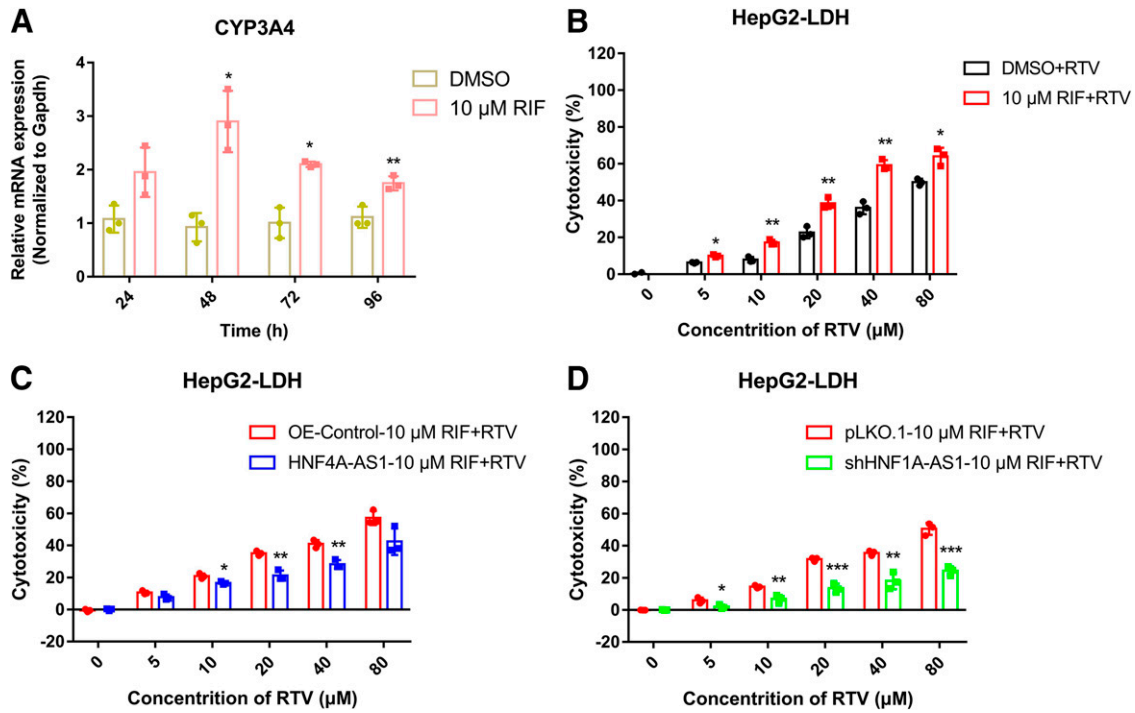 A
CYP3A4
Relative mRNA expression
(Normalized to Gapdh)
4
3
2
1
0
*
*
**
DMSO
10 µM RIF
24
48
72
96
Time (h)
B
HepG2-LDH
Cytotoxicity (%)
120
100
80
60
40
20
0
*
**
**
**
*
DMSO+RTV
10 µM RIF+RTV
0
5
10
20
40
80
Concentrition of RTV (µM)
C
HepG2-LDH
Cytotoxicity (%)
120
100
80
60
40
20
0
-20
*
**
**
OE-Control-10 µM RIF+RTV
HNF4A-AS1-10 µM RIF+RTV
0
5
10
20
40
80
Concentrition of RTV (µM)
D
HepG2-LDH
Cytotoxicity (%)
120
100
80
60
40
20
0
-20
*
**
***
**
***
pLKO.1-10 µM RIF+RTV
shHNF1A-AS1-10 µM RIF+RTV
0
5
10
20
40
80
Concentrition of RTV (µM)